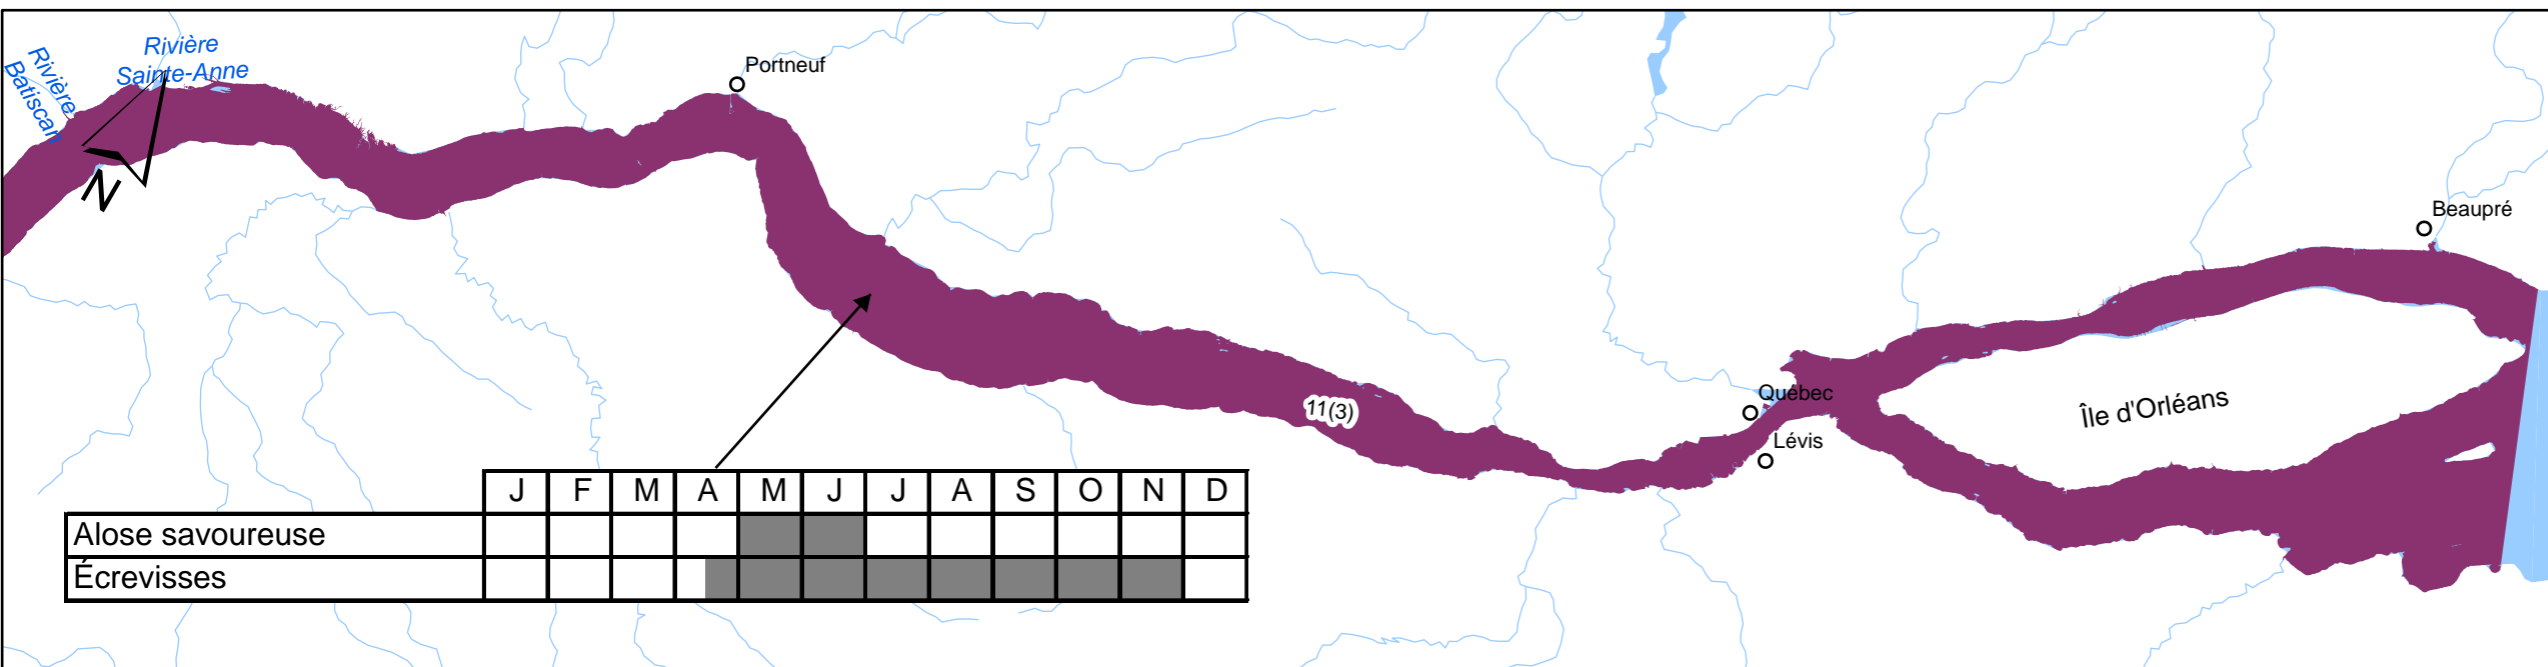 Rivière
Batiscan
Rivière
Sainte-Anne
N
Portneuf
Beaupré
11(3)
Québec
Lévis
Île d'Orléans
J F M A M J J A S O N D
Alose savoureuse
Écrevisses